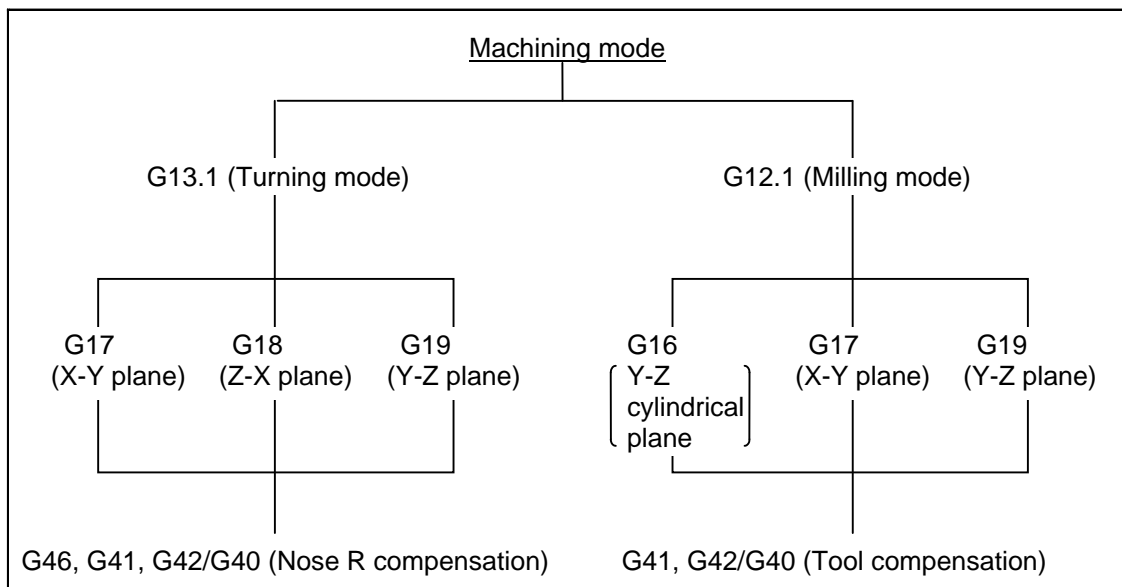 Machining mode
G13.1 (Turning mode)
G12.1 (Milling mode)
G17
(X-Y plane)
G18
(Z-X plane)
G19
(Y-Z plane)
G16
Y-Z
cylindrical
plane
G17
(X-Y plane)
G19
(Y-Z plane)
G46, G41, G42/G40 (Nose R compensation)
G41, G42/G40 (Tool compensation)